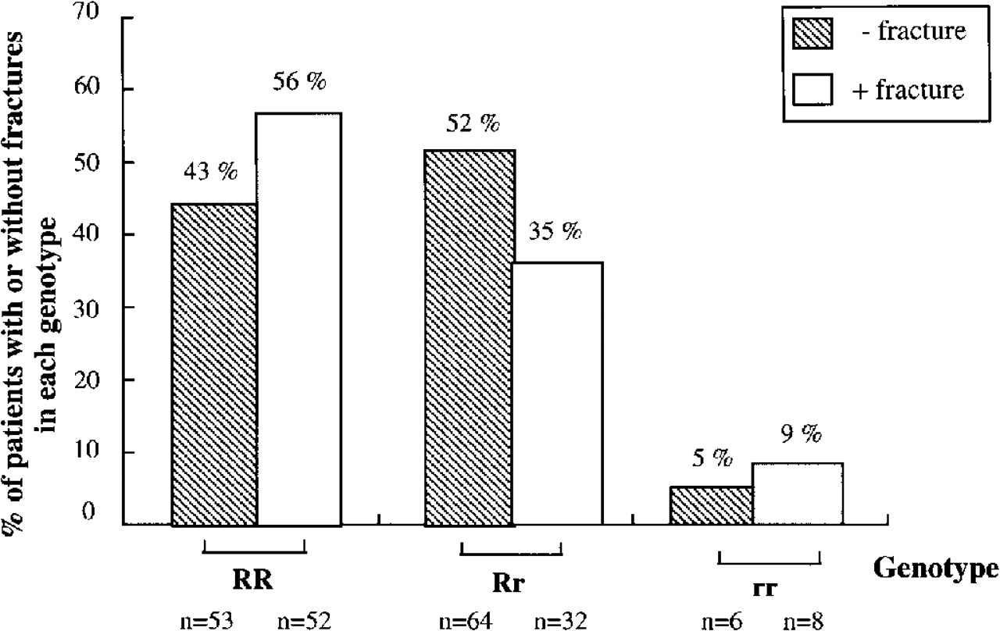 % of patients with or without fractures
in each genotype
70
60
50
40
30
20
10
0
- fracture
+ fracture
43 %
56 %
52 %
35 %
5 %
9 %
RR
Rr
rr
Genotype
n=53
n=52
n=64
n=32
n=6
n=8